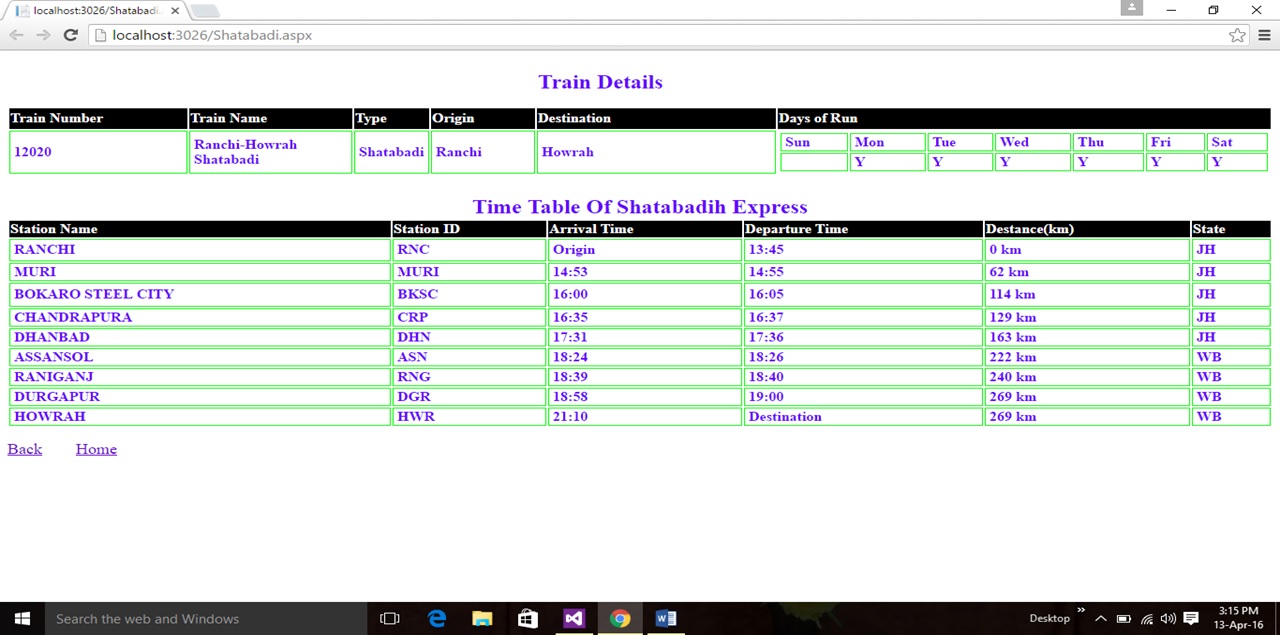 localhost:3026/Shatabadi.
localhost:3026/Shatabadi.aspx
Train Details
Train Number Train Name Type Origin Destination Days of Run
12020 Ranchi-Howrah Shatabadi Shatabadi Ranchi Howrah
Sun Mon Tue Wed Thu Fri Sat
Y Y Y Y Y Y
Time Table Of Shatabadih Express
Station Name Station ID Arrival Time Departure Time Destance(km) State
RANCHI RNC Origin 13:45 0 km JH
MURI MURI 14:53 14:55 62 km JH
BOKARO STEEL CITY BKSC 16:00 16:05 114 km JH
CHANDRAPURA CRP 16:35 16:37 129 km JH
DHANBAD DHN 17:31 17:36 163 km JH
ASSANSOL ASN 18:24 18:26 222 km WB
RANIGANJ RNG 18:39 18:40 240 km WB
DURGAPUR DGR 18:58 19:00 269 km WB
HOWRAH HWR 21:10 Destination 269 km WB
Back Home
Search the web and Windows
Desktop
3:15 PM
13-Apr-16